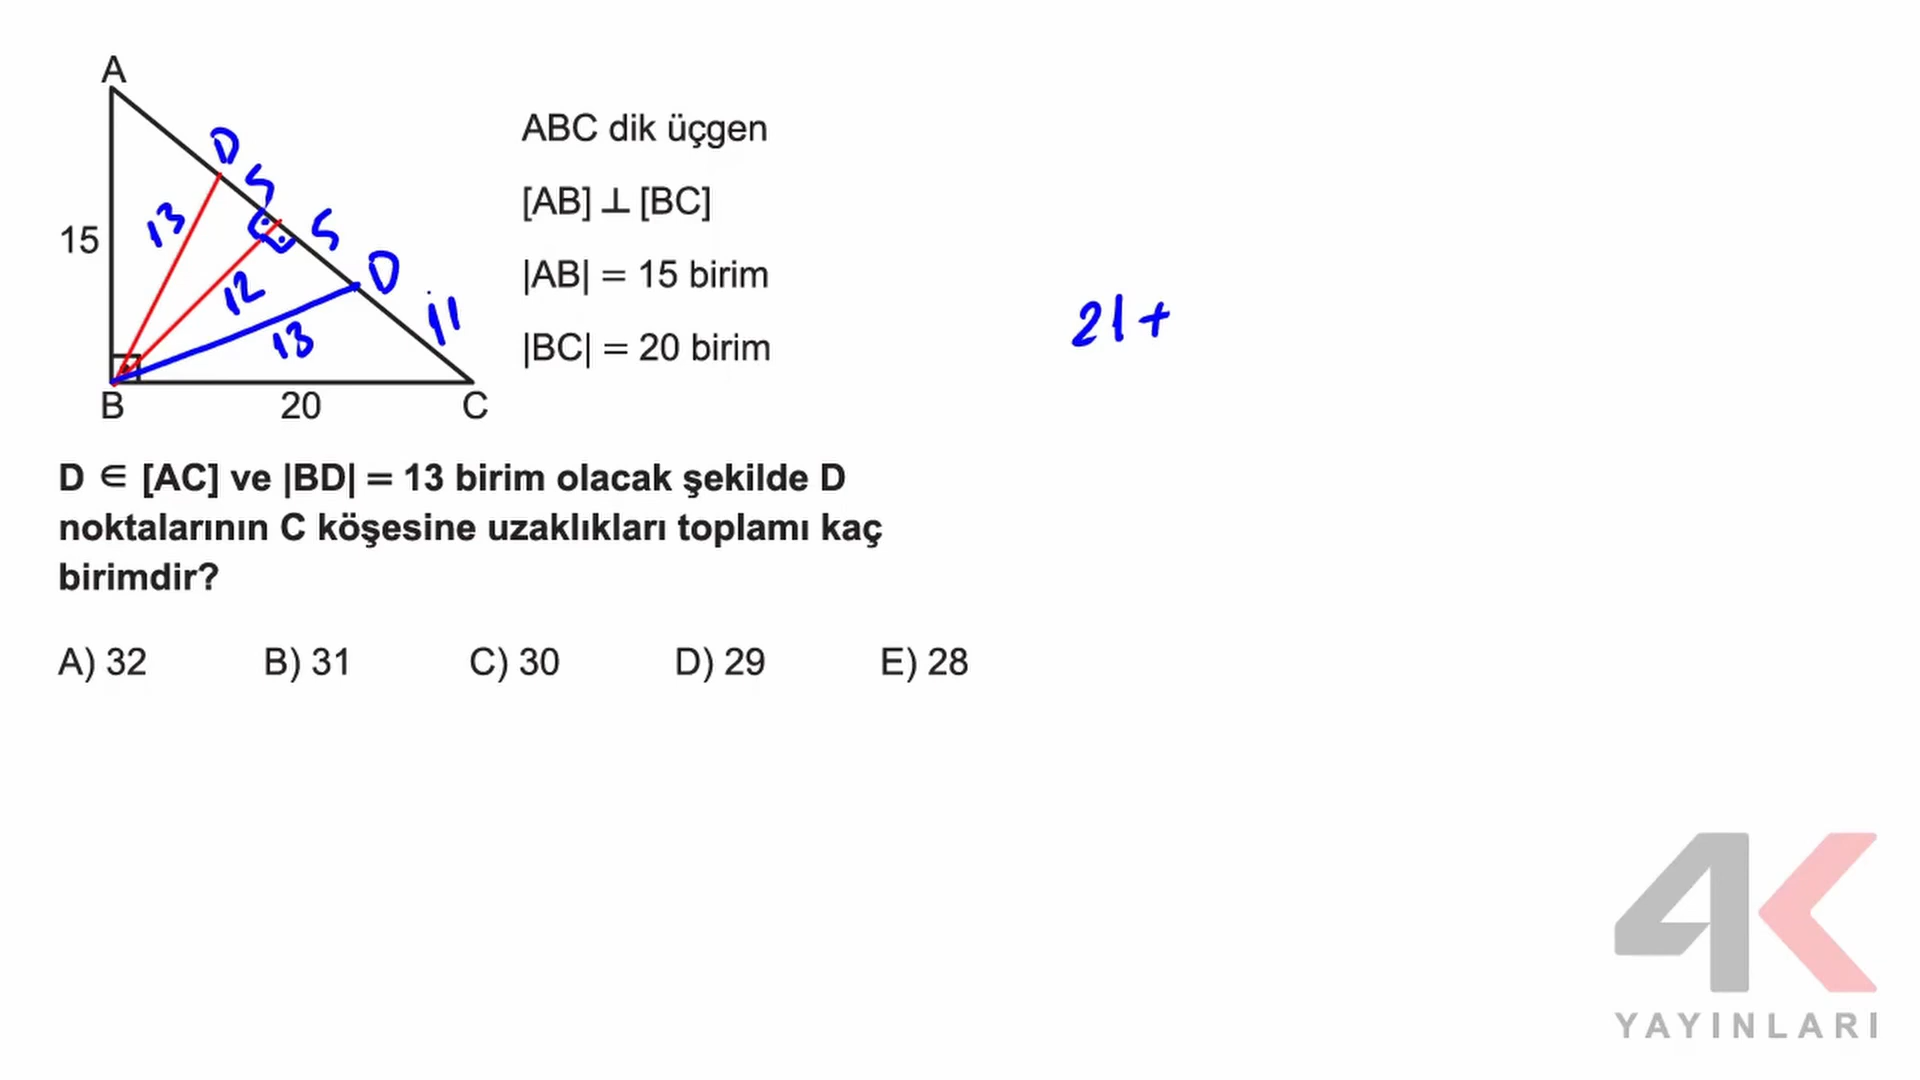 A
D
5
13
15
5
D
12
11
13
B
20
C
ABC dik üçgen
[AB] ⊥ [BC]
|AB| = 15 birim
|BC| = 20 birim
21 +
D ∈ [AC] ve |BD| = 13 birim olacak şekilde D
noktalarının C köşesine uzaklıkları toplamı kaç
birimdir?
A) 32 B) 31 C) 30 D) 29 E) 28
4K
YAYINLARI